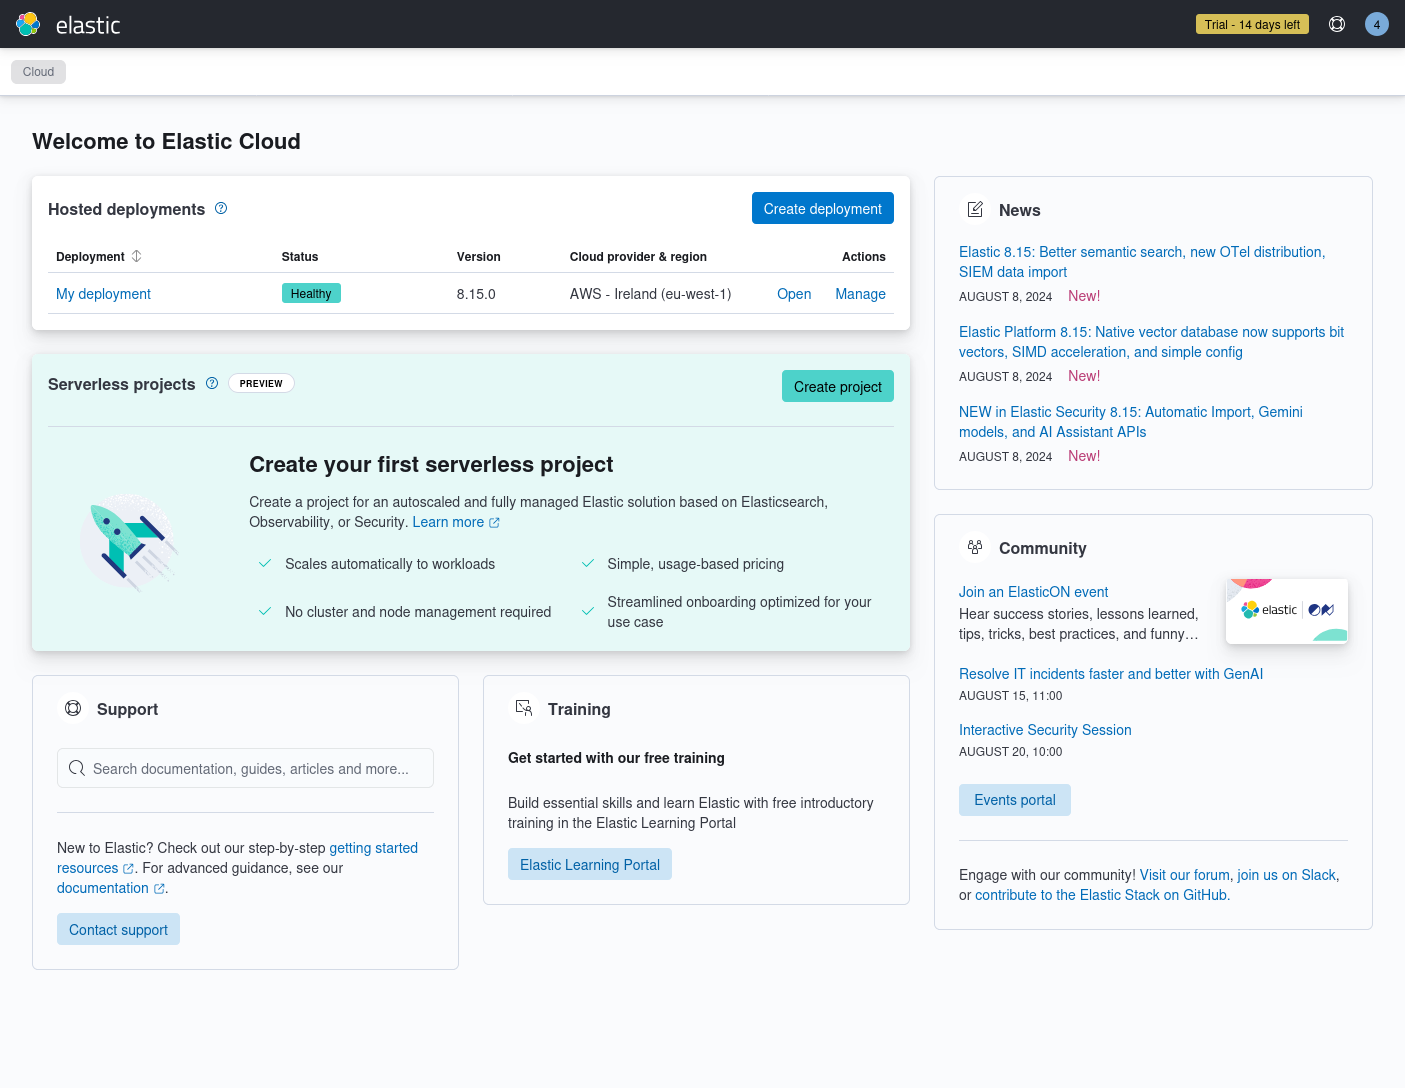 elastic
Trial - 14 days left
4
Cloud
Welcome to Elastic Cloud
Hosted deployments
Create deployment
Deployment Status Version Cloud provider & region Actions
My deployment Healthy 8.15.0 AWS - Ireland (eu-west-1) Open Manage
Serverless projects PREVIEW
Create project
Create your first serverless project
Create a project for an autoscaled and fully managed Elastic solution based on Elasticsearch,
Observability, or Security. Learn more
Scales automatically to workloads
Simple, usage-based pricing
No cluster and node management required
Streamlined onboarding optimized for your
use case
Support
Search documentation, guides, articles and more...
New to Elastic? Check out our step-by-step getting started
resources . For advanced guidance, see our
documentation .
Contact support
Training
Get started with our free training
Build essential skills and learn Elastic with free introductory
training in the Elastic Learning Portal
Elastic Learning Portal
News
Elastic 8.15: Better semantic search, new OTel distribution,
SIEM data import
AUGUST 8, 2024 New!
Elastic Platform 8.15: Native vector database now supports bit
vectors, SIMD acceleration, and simple config
AUGUST 8, 2024 New!
NEW in Elastic Security 8.15: Automatic Import, Gemini
models, and AI Assistant APIs
AUGUST 8, 2024 New!
Community
Join an ElasticON event
Hear success stories, lessons learned,
tips, tricks, best practices, and funny…
elastic ON
Resolve IT incidents faster and better with GenAI
AUGUST 15, 11:00
Interactive Security Session
AUGUST 20, 10:00
Events portal
Engage with our community! Visit our forum, join us on Slack,
or contribute to the Elastic Stack on GitHub.